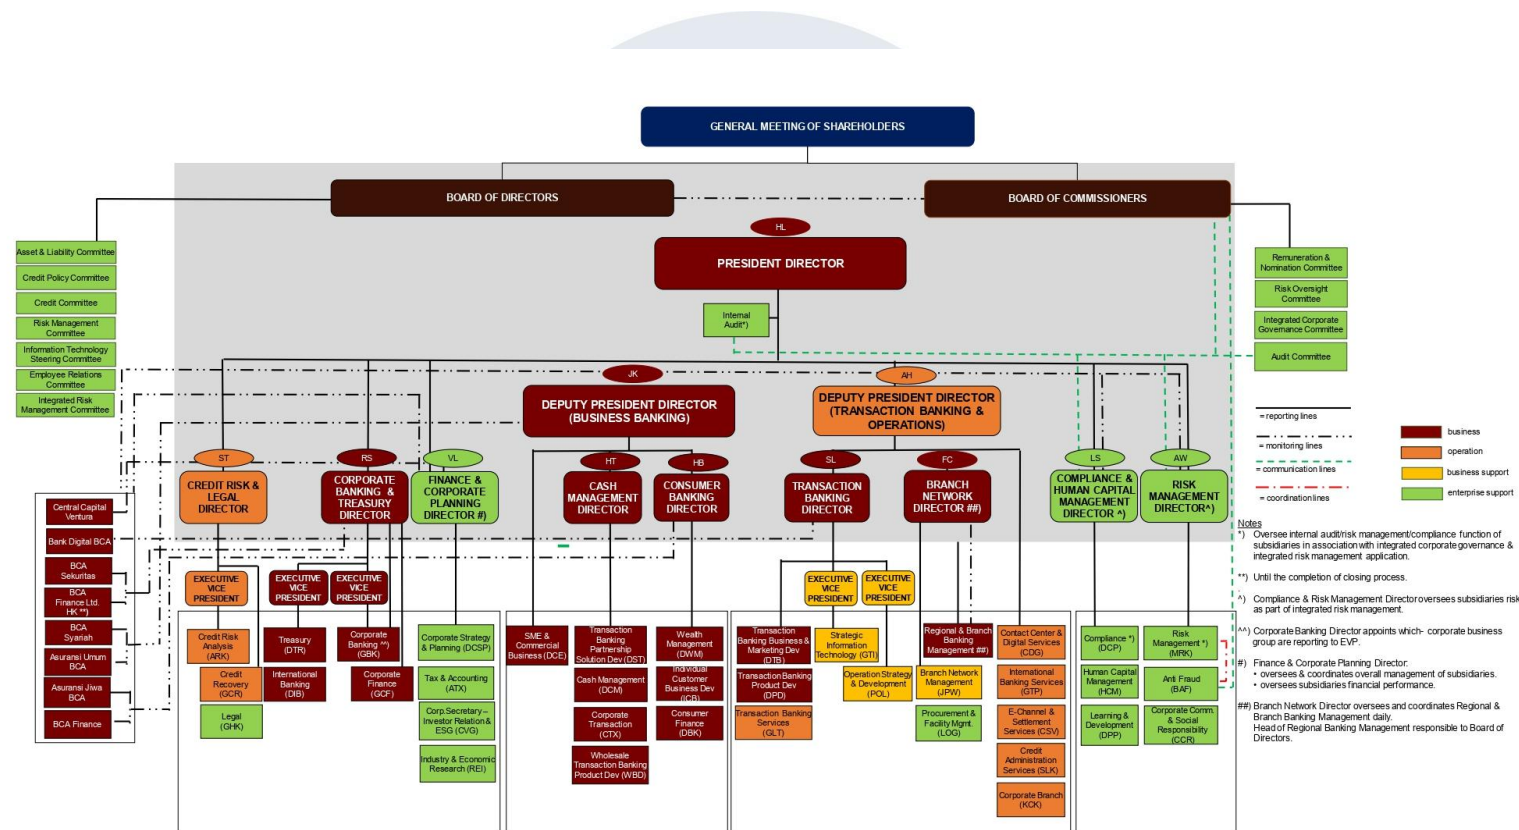 GENERAL MEETING OF SHAREHOLDERS
BOARD OF DIRECTORS
BOARD OF COMMISSIONERS
HL
PRESIDENT DIRECTOR
Internal
Audit*)
Asset & Liability Committee
Credit Policy Committee
Credit Committee
Risk Management
Committee
Information Technology
Steering Committee
Employee Relations
Committee
Integrated Risk
Management Committee
Remuneration &
Nomination Committee
Risk Oversight
Committee
Integrated Corporate
Governance Committee
Audit Committee
JK
DEPUTY PRESIDENT DIRECTOR
(BUSINESS BANKING)
AH
DEPUTY PRESIDENT DIRECTOR
(TRANSACTION BANKING &
OPERATIONS)
ST
CREDIT RISK &
LEGAL
DIRECTOR
RS
CORPORATE
BANKING &
TREASURY
DIRECTOR
VL
FINANCE &
CORPORATE
PLANNING
DIRECTOR #)
HT
CASH
MANAGEMENT
DIRECTOR
HB
CONSUMER
BANKING
DIRECTOR
SL
TRANSACTION
BANKING
DIRECTOR
FC
BRANCH
NETWORK
DIRECTOR ##)
LS
COMPLIANCE &
HUMAN CAPITAL
MANAGEMENT
DIRECTOR ^)
AW
RISK
MANAGEMENT
DIRECTOR^)
Central Capital
Ventura
Bank Digital BCA
BCA
Sekuritas
BCA
Finance Ltd.
HK **)
BCA
Syariah
Asuransi Umum
BCA
Asuransi Jiwa
BCA
BCA Finance
EXECUTIVE
VICE
PRESIDENT
EXECUTIVE
VICE
PRESIDENT
EXECUTIVE
VICE
PRESIDENT
EXECUTIVE
VICE
PRESIDENT
EXECUTIVE
VICE
PRESIDENT
Credit Risk
Analysis
(ARK)
Credit
Recovery
(GCR)
Legal
(GHK)
Treasury
(DTR)
International
Banking (DIB)
Corporate
Banking ^^)
(GBK)
Corporate
Finance
(GCF)
Corporate Strategy
& Planning (DCSP)
Tax & Accounting
(ATX)
Corp.Secretary –
Investor Relation &
ESG (CVG)
Industry & Economic
Research (REI)
SME &
Commercial
Business (DCE)
Transaction
Banking
Partnership
Solution Dev (DST)
Cash Management
(DCM)
Corporate
Transaction
(CTX)
Wholesale
Transaction Banking
Product Dev (WBD)
Wealth
Management
(DWM)
Individual
Customer
Business Dev
(ICB)
Consumer
Finance
(DBK)
Transaction
Banking Business &
Marketing Dev
(DTB)
Transaction Banking
Product Dev
(DPD)
Transaction Banking
Services
(GLT)
Strategic
Information
Technology (GTI)
Operation Strategy
& Development
(POL)
Regional & Branch
Banking
Management ##)
Branch Network
Management (JPW)
Procurement &
Facility Mgmt.
(LOG)
Contact Center &
Digital Services
(CDG)
International
Banking Services
(GTP)
E-Channel &
Settlement
Services (CSV)
Credit
Administration
Services (SLK)
Corporate Branch
(KCK)
Compliance *)
(DCP)
Human Capital
Management
(HCM)
Learning &
Development
(DPP)
Risk
Management *)
(MRK)
Anti Fraud
(BAF)
Corporate Comm.
& Social
Responsibility
(CCR)
= reporting lines
= monitoring lines
= communication lines
= coordination lines
business
operation
business support
enterprise support
Notes
*) Oversee internal audit/risk management/compliance function of
subsidiaries in association with integrated corporate governance &
integrated risk management application.
**) Until the completion of closing process.
^) Compliance & Risk Management Director oversees subsidiaries risk
as part of integrated risk management.
^^) Corporate Banking Director appoints which- corporate business
group are reporting to EVP.
#) Finance & Corporate Planning Director:
• oversees & coordinates overall management of subsidiaries.
• oversees subsidiaries financial performance.
##) Branch Network Director oversees and coordinates Regional &
Branch Banking Management daily.
Head of Regional Banking Management responsible to Board of
Directors.